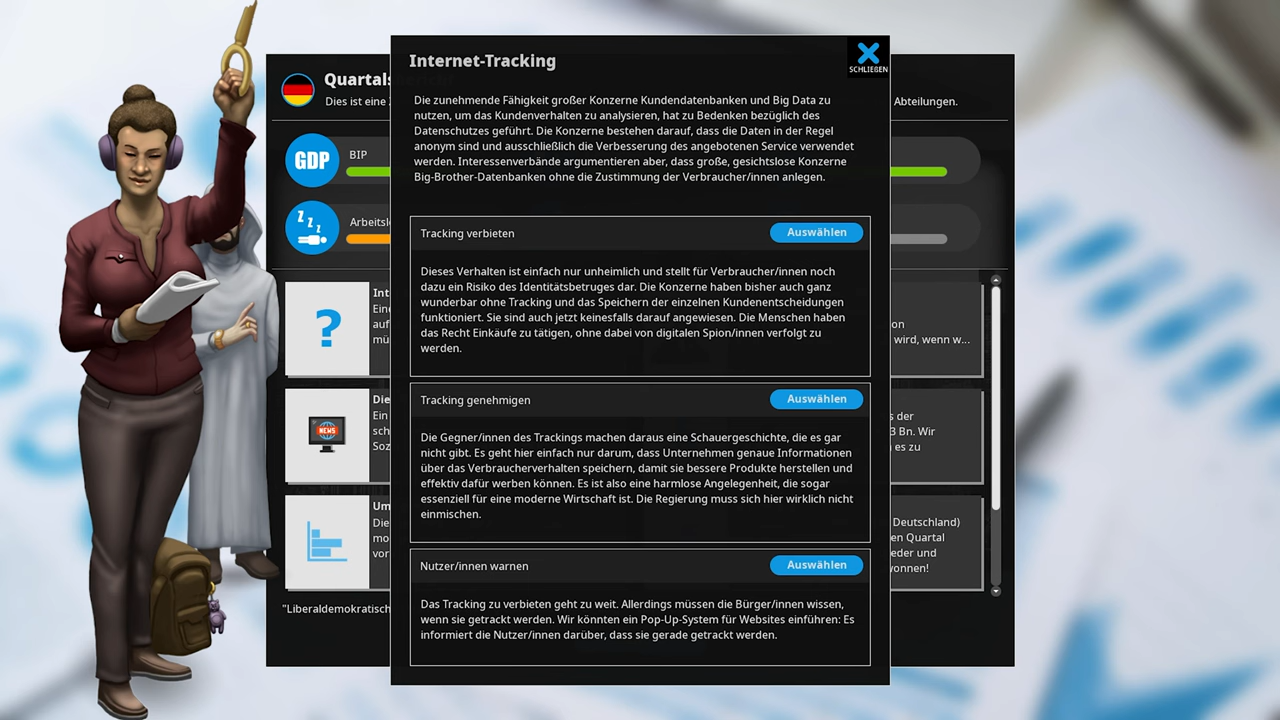 Internet-Tracking
SCHLIEßEN
Die zunehmende Fähigkeit großer Konzerne Kundendatenbanken und Big Data zu
nutzen, um das Kundenverhalten zu analysieren, hat zu Bedenken bezüglich des
Datenschutzes geführt. Die Konzerne bestehen darauf, dass die Daten in der Regel
anonym sind und ausschließlich die Verbesserung des angebotenen Service verwendet
werden. Interessenverbände argumentieren aber, dass große, gesichtslose Konzerne
Big-Brother-Datenbanken ohne die Zustimmung der Verbraucher/innen anlegen.
Tracking verbieten
Auswählen
Dieses Verhalten ist einfach nur unheimlich und stellt für Verbraucher/innen noch
dazu ein Risiko des Identitätsbetruges dar. Die Konzerne haben bisher auch ganz
wunderbar ohne Tracking und das Speichern der einzelnen Kundenentscheidungen
funktioniert. Sie sind auch jetzt keinesfalls darauf angewiesen. Die Menschen haben
das Recht Einkäufe zu tätigen, ohne dabei von digitalen Spion/innen verfolgt zu
werden.
Tracking genehmigen
Auswählen
Die Gegner/innen des Trackings machen daraus eine Schauergeschichte, die es gar
nicht gibt. Es geht hier einfach nur darum, dass Unternehmen genaue Informationen
über das Verbraucherverhalten speichern, damit sie bessere Produkte herstellen und
effektiv dafür werben können. Es ist also eine harmlose Angelegenheit, die sogar
essenziell für eine moderne Wirtschaft ist. Die Regierung muss sich hier wirklich nicht
einmischen.
Nutzer/innen warnen
Auswählen
Das Tracking zu verbieten geht zu weit. Allerdings müssen die Bürger/innen wissen,
wenn sie getrackt werden. Wir könnten ein Pop-Up-System für Websites einführen: Es
informiert die Nutzer/innen darüber, dass sie gerade getrackt werden.
Quartals
Dies ist eine
Abteilungen.
GDP
BIP
Z Z Z
Arbeitsl
?
Int
Ein
auf
mü
on
wird, wenn w...
NEWS
Die
Ein
sch
Soz
s der
3 Bn. Wir
es zu
Um
Die
mo
vor
Deutschland)
en Quartal
eder und
wonnen!
"Liberaldemokratisch